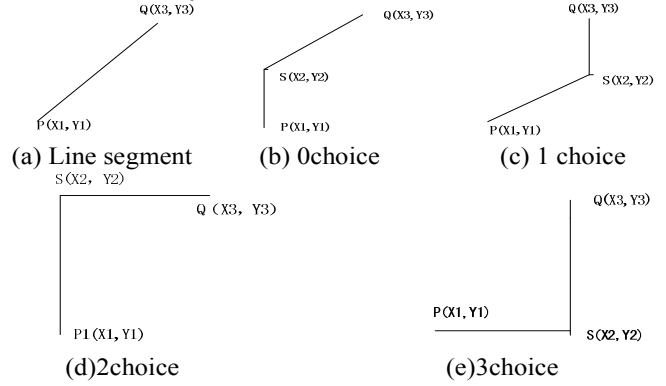 Q(X3,Y3)
P(X1,Y1)
(a) Line segment
Q(X3,Y3)
S(X2,Y2)
P(X1,Y1)
(b) 0choice
Q(X3,Y3)
S(X2,Y2)
P(X1,Y1)
(c) 1 choice
S(X2, Y2)
Q (X3, Y3)
P1(X1,Y1)
(d)2choice
Q(X3,Y3)
P(X1,Y1)
S(X2,Y2)
(e)3choice